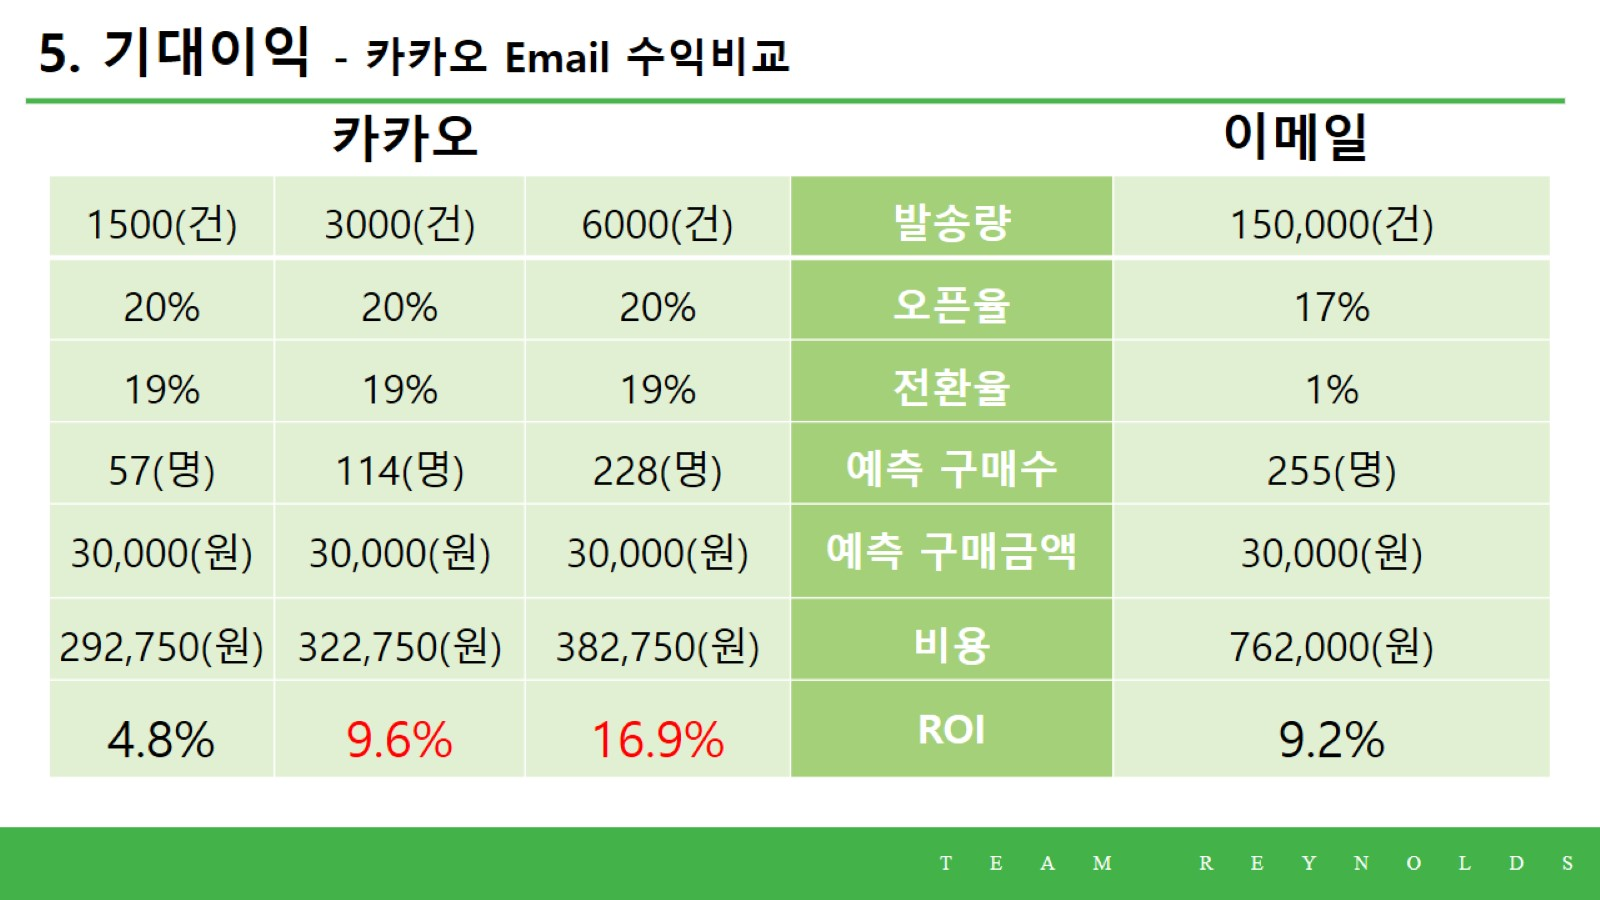 5. 기대이익 - 카카오 Email 수익비교
카카오 이메일
1500(건) 3000(건) 6000(건) 발송량 150,000(건)
20% 20% 20% 오픈율 17%
19% 19% 19% 전환율 1%
57(명) 114(명) 228(명) 예측 구매수 255(명)
30,000(원) 30,000(원) 30,000(원) 예측 구매금액 30,000(원)
292,750(원) 322,750(원) 382,750(원) 비용 762,000(원)
4.8% 9.6% 16.9% ROI 9.2%
TEAM REYNOLDS